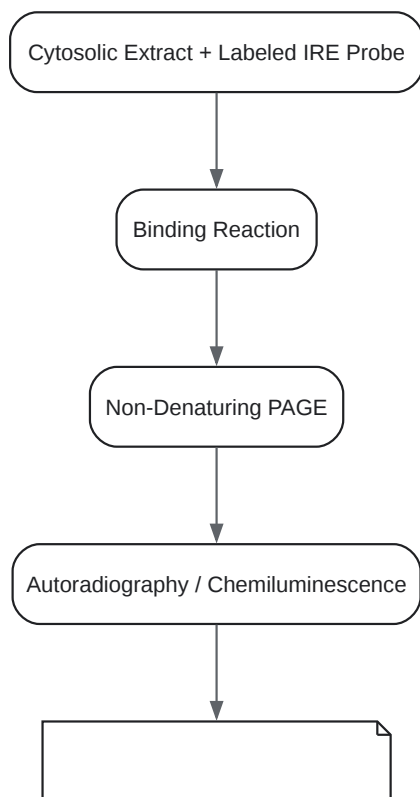 Cytosolic Extract + Labeled IRE Probe
Binding Reaction
Non-Denaturing PAGE
Autoradiography / Chemiluminescence